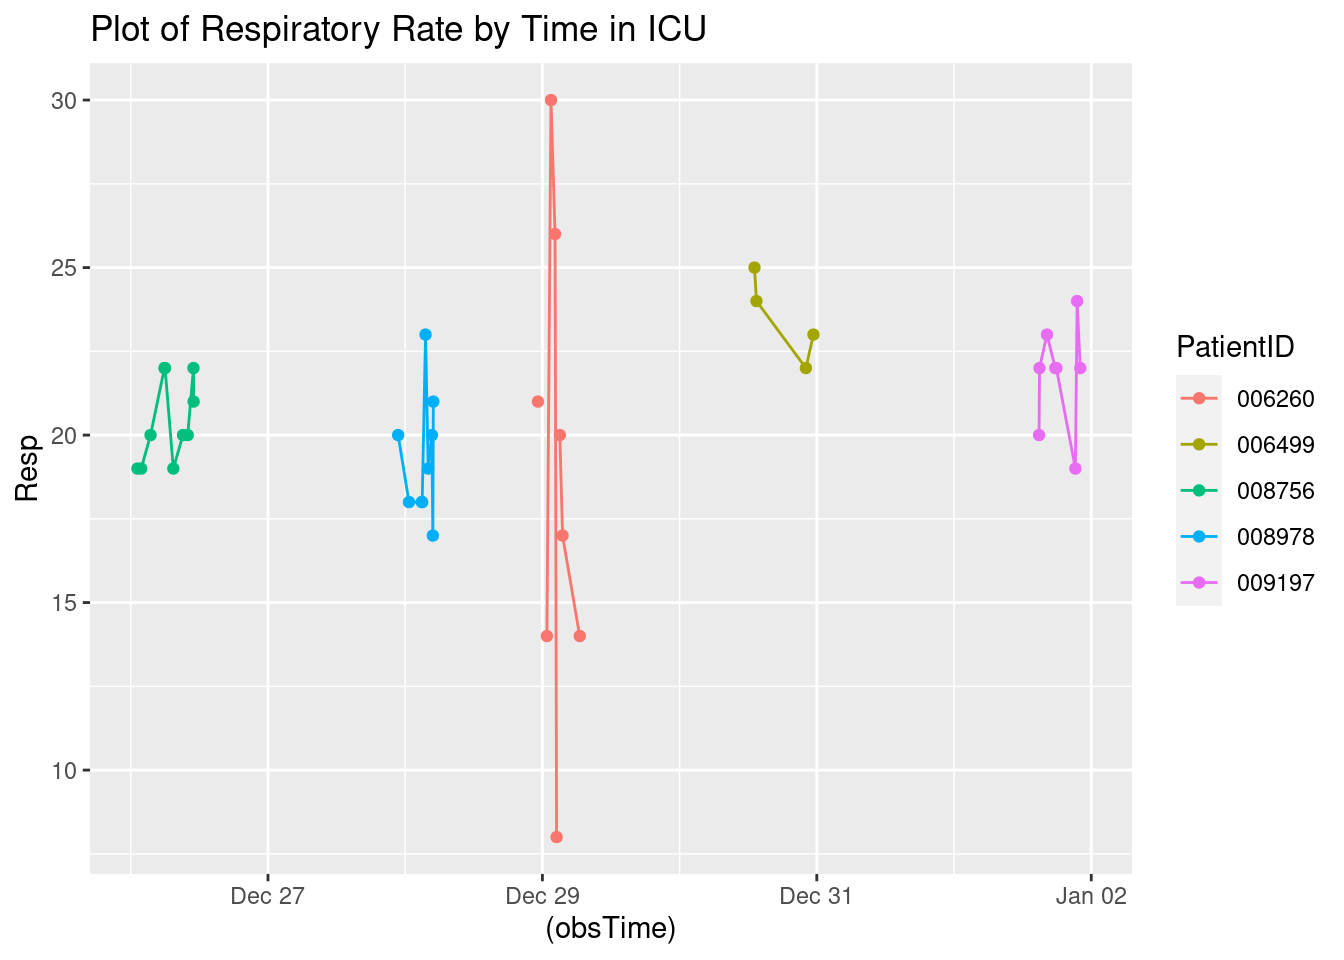 Plot of Respiratory Rate by Time in ICU
30
25
20
15
10
Resp
Dec 27
Dec 29
Dec 31
Jan 02
(obsTime)
PatientID
006260
006499
008756
008978
009197